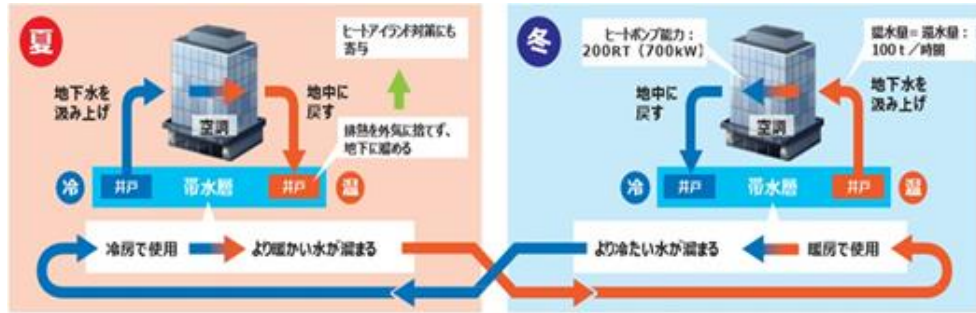 夏
ヒートアイランド対策にも
寄与
地下水を
汲み上げ
地中に
戻す
空調
排熱を外気に捨てず、
地下に溜める
冷
井戸
帯水層
井戸
温
冷房で使用
より暖かい水が溜まる
冬
ヒートポンプ能力：
200RT（700kW）
揚水量＝還水量：
100t／時間
地中に
戻す
地下水を
汲み上げ
空調
冷
井戸
帯水層
井戸
温
より冷たい水が溜まる
暖房で使用